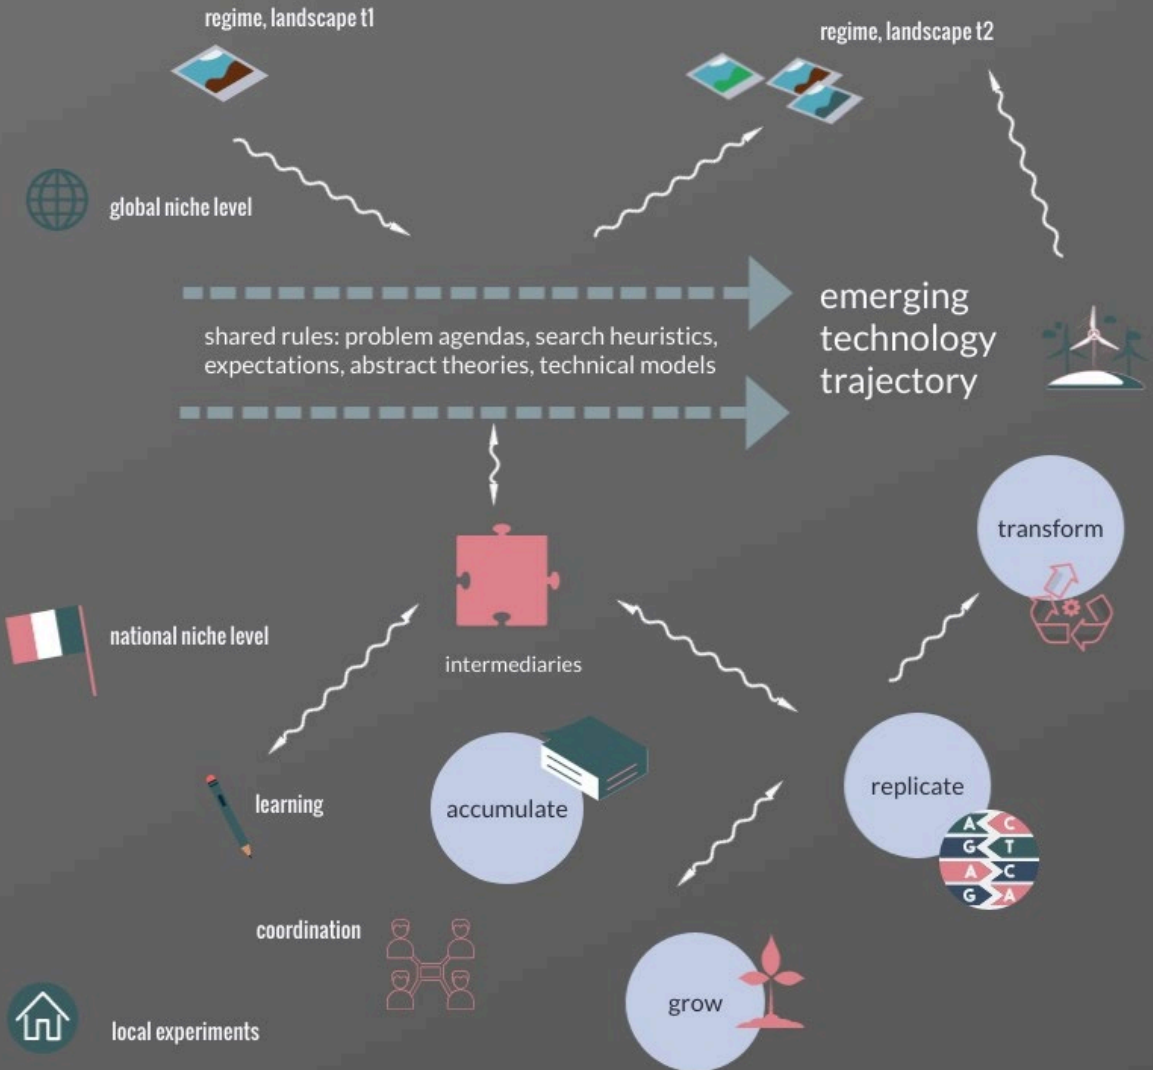 regime, landscape t1
regime, landscape t2
global niche level
shared rules: problem agendas, search heuristics,
expectations, abstract theories, technical models
emerging
technology
trajectory
transform
national niche level
intermediaries
learning
accumulate
replicate
A C
G T
A C
G A
coordination
grow
local experiments